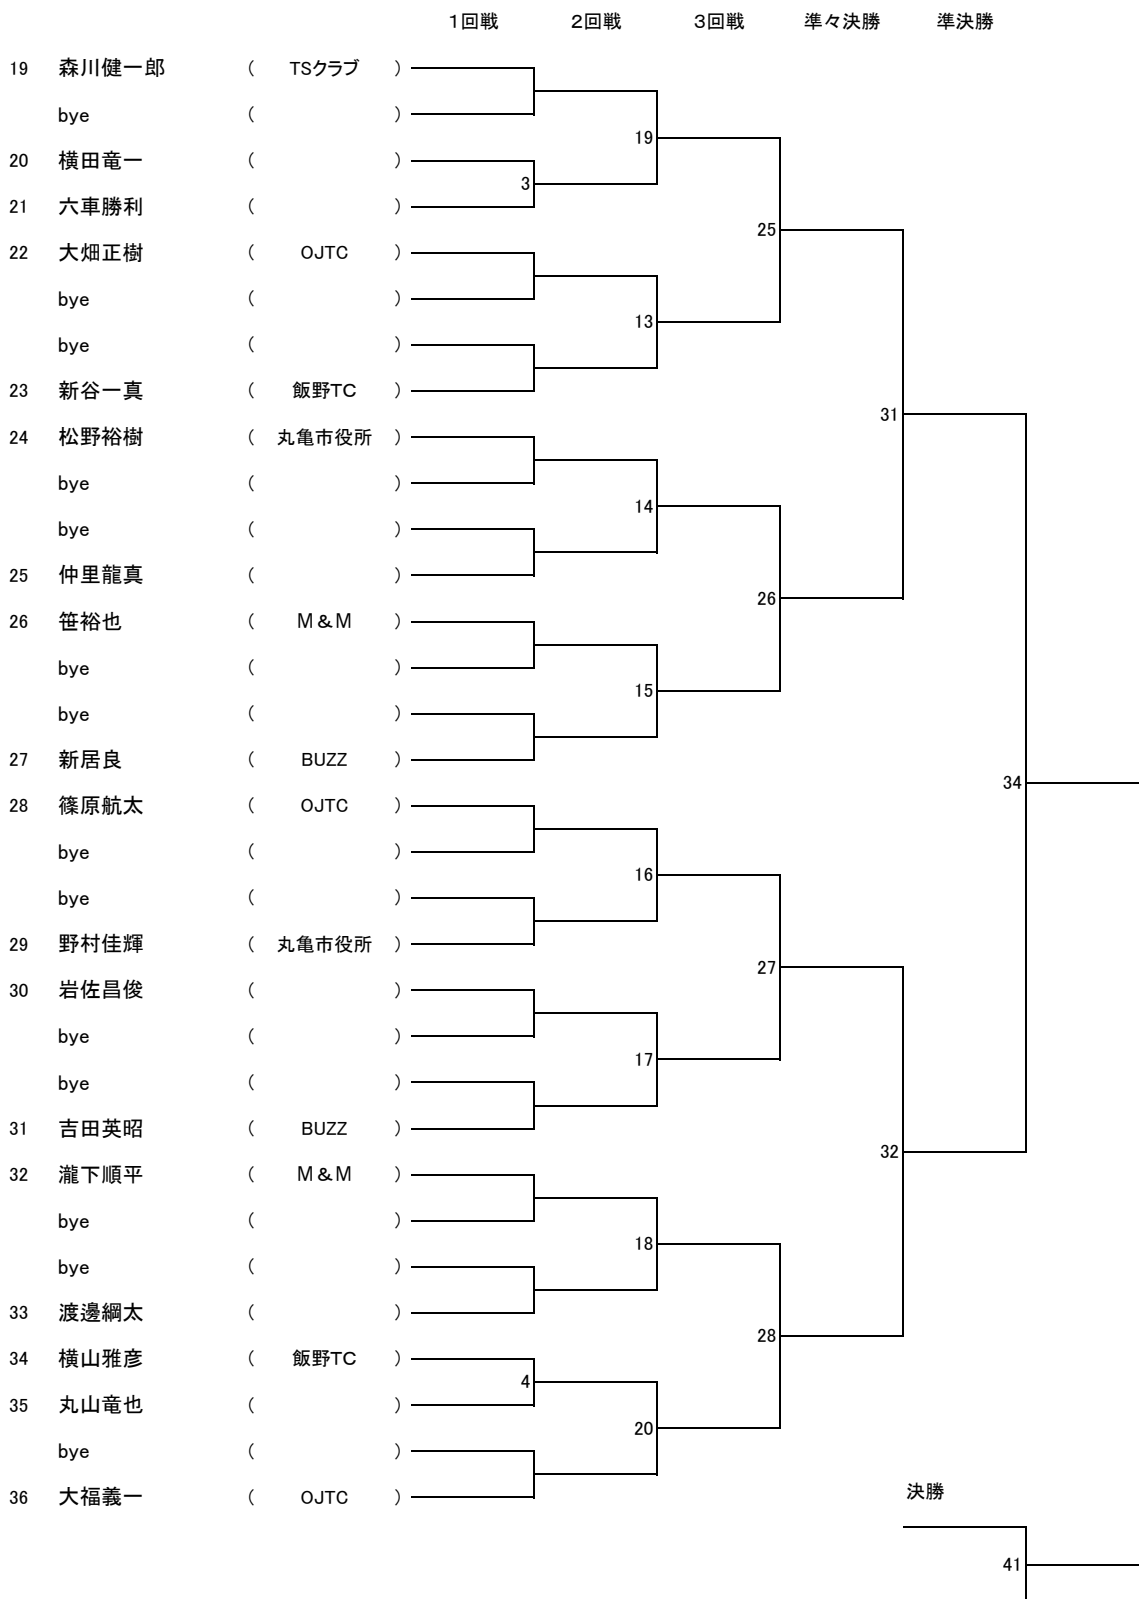 １回戦 ２回戦 ３回戦 準々決勝 準決勝
19 森川健一郎 ( TSクラブ )
bye ( )
19
20 横田竜一 ( )
3
21 六車勝利 ( )
25
22 大畑正樹 ( OJTC )
bye ( )
13
bye ( )
23 新谷一真 ( 飯野TC )
31
24 松野裕樹 ( 丸亀市役所 )
bye ( )
14
bye ( )
25 仲里龍真 ( )
26
26 笹裕也 ( M＆M )
bye ( )
15
bye ( )
27 新居良 ( BUZZ )
34
28 篠原航太 ( OJTC )
bye ( )
16
bye ( )
29 野村佳輝 ( 丸亀市役所 )
27
30 岩佐昌俊 ( )
bye ( )
17
bye ( )
31 吉田英昭 ( BUZZ )
32
32 瀧下順平 ( M＆M )
bye ( )
18
bye ( )
33 渡邊綱太 ( )
28
34 横山雅彦 ( 飯野TC )
4
35 丸山竜也 ( )
20
bye ( )
36 大福義一 ( OJTC )
決勝
41